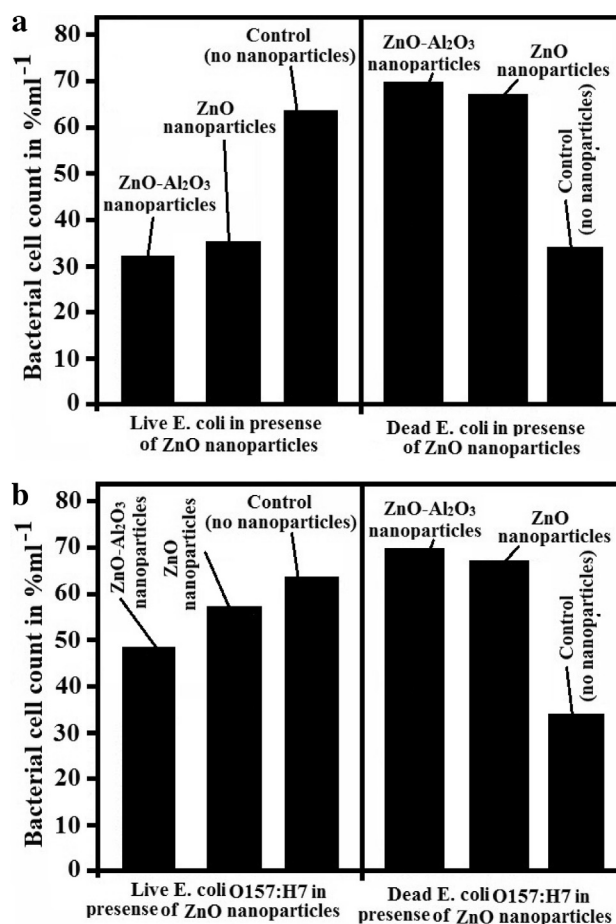 a
Bacterial cell count in %ml-1
80
70
60
50
40
30
20
10
0
Control
(no nanoparticles)
ZnO
nanoparticles
ZnO-Al2O3
nanoparticles
ZnO-Al2O3
nanoparticles
ZnO
nanoparticles
Control
(no nanoparticles)
Live E. coli in presense
of ZnO nanoparticles
Dead E. coli in presense
of ZnO nanoparticles
b
Bacterial cell count in %ml-1
80
70
60
50
40
30
20
10
0
ZnO-Al2O3
nanoparticles
ZnO
nanoparticles
Control
(no nanoparticles)
ZnO-Al2O3
nanoparticles
ZnO
nanoparticles
Control
(no nanoparticles)
Live E. coli O157:H7 in
presense of ZnO nanoparticles
Dead E. coli O157:H7 in
presense of ZnO nanoparticles